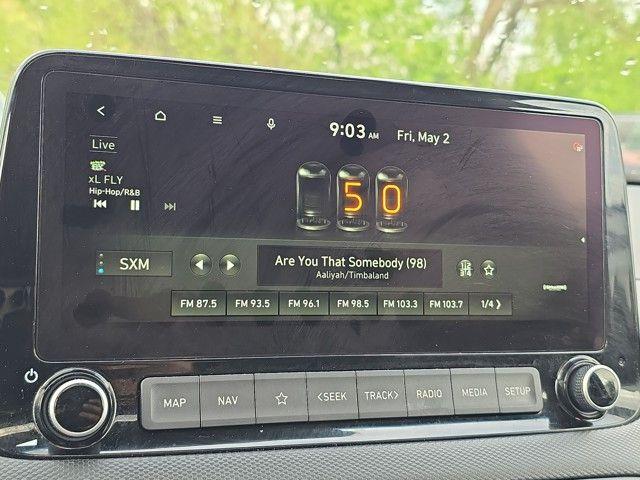 9:03 AM Fri, May 2
Live
xL FLY
Hip-Hop/R&B
50
SXM
Are You That Somebody (98)
Aaliyah/Timbaland
FM 87.5 FM 93.5 FM 96.1 FM 98.5 FM 103.3 FM 103.7 1/4 >
MAP NAV <SEEK TRACK> RADIO MEDIA SETUP